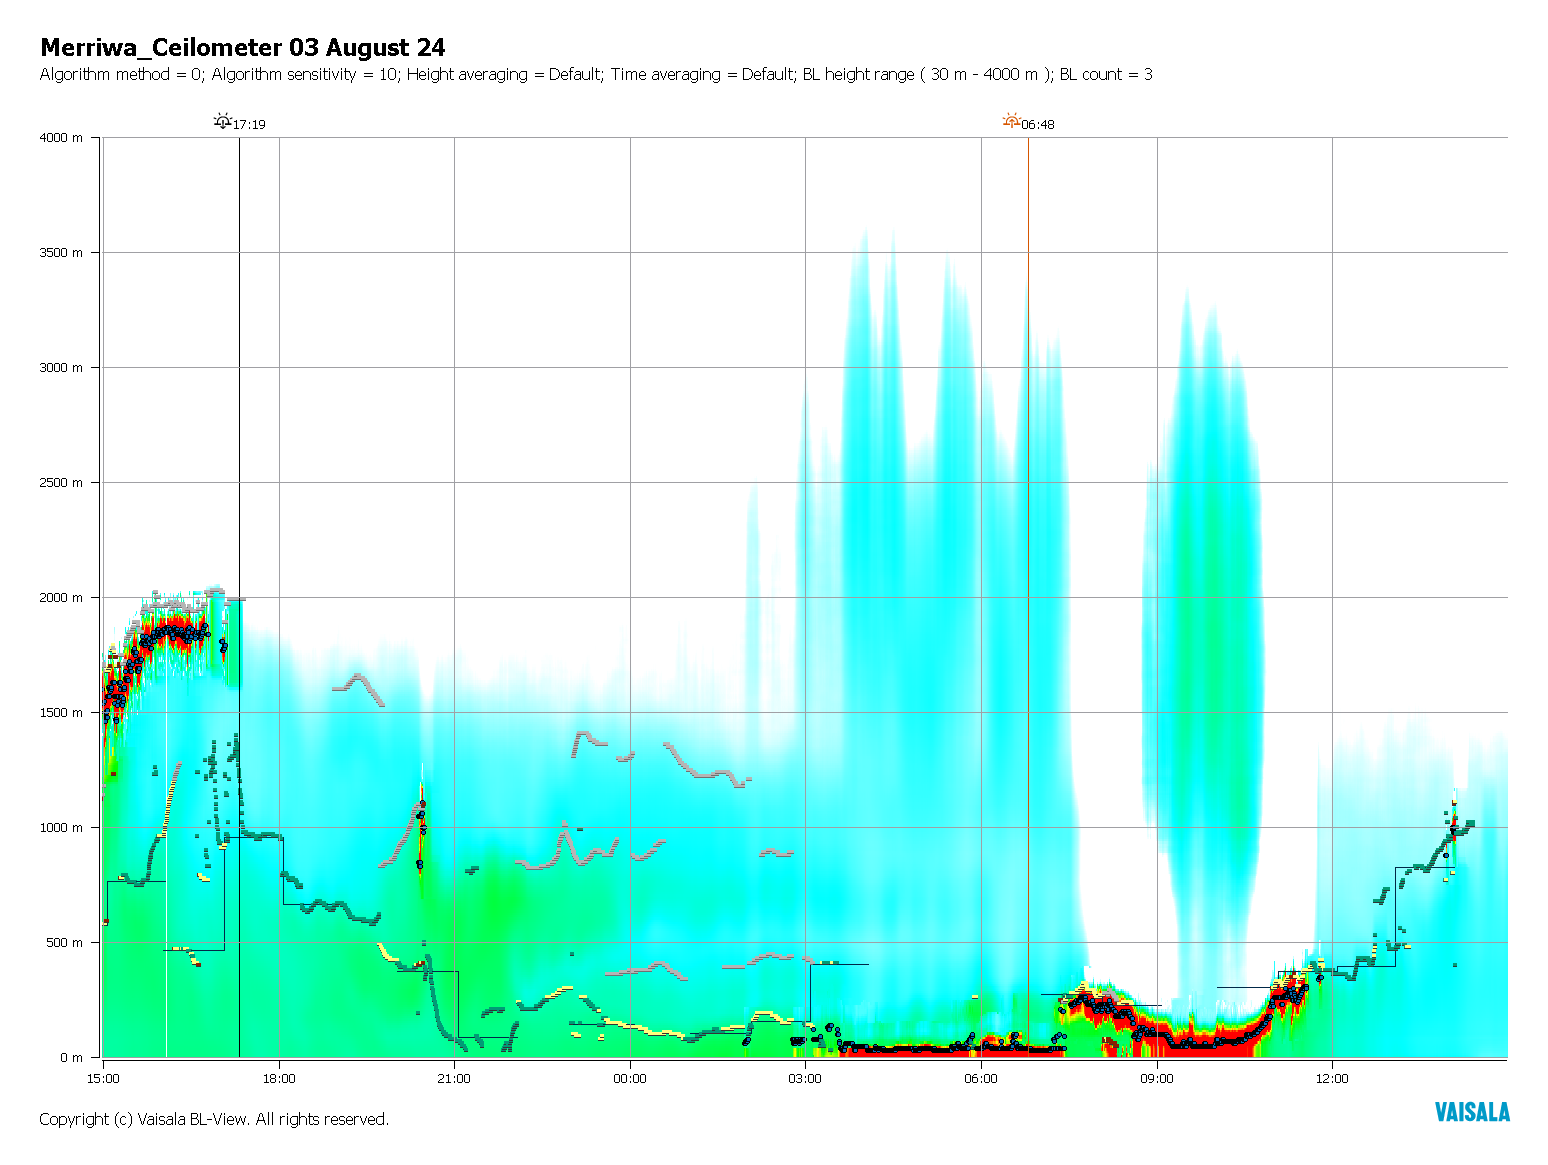 Merriwa_Ceilometer 03 August 24
Algorithm method = 0; Algorithm sensitivity = 10; Height averaging = Default; Time averaging = Default; BL height range ( 30 m - 4000 m ); BL count = 3
17:19
06:48
4000 m
3500 m
3000 m
2500 m
2000 m
1500 m
1000 m
500 m
0 m
15:00
18:00
21:00
00:00
03:00
06:00
09:00
12:00
Copyright (c) Vaisala BL-View. All rights reserved.
VAISALA